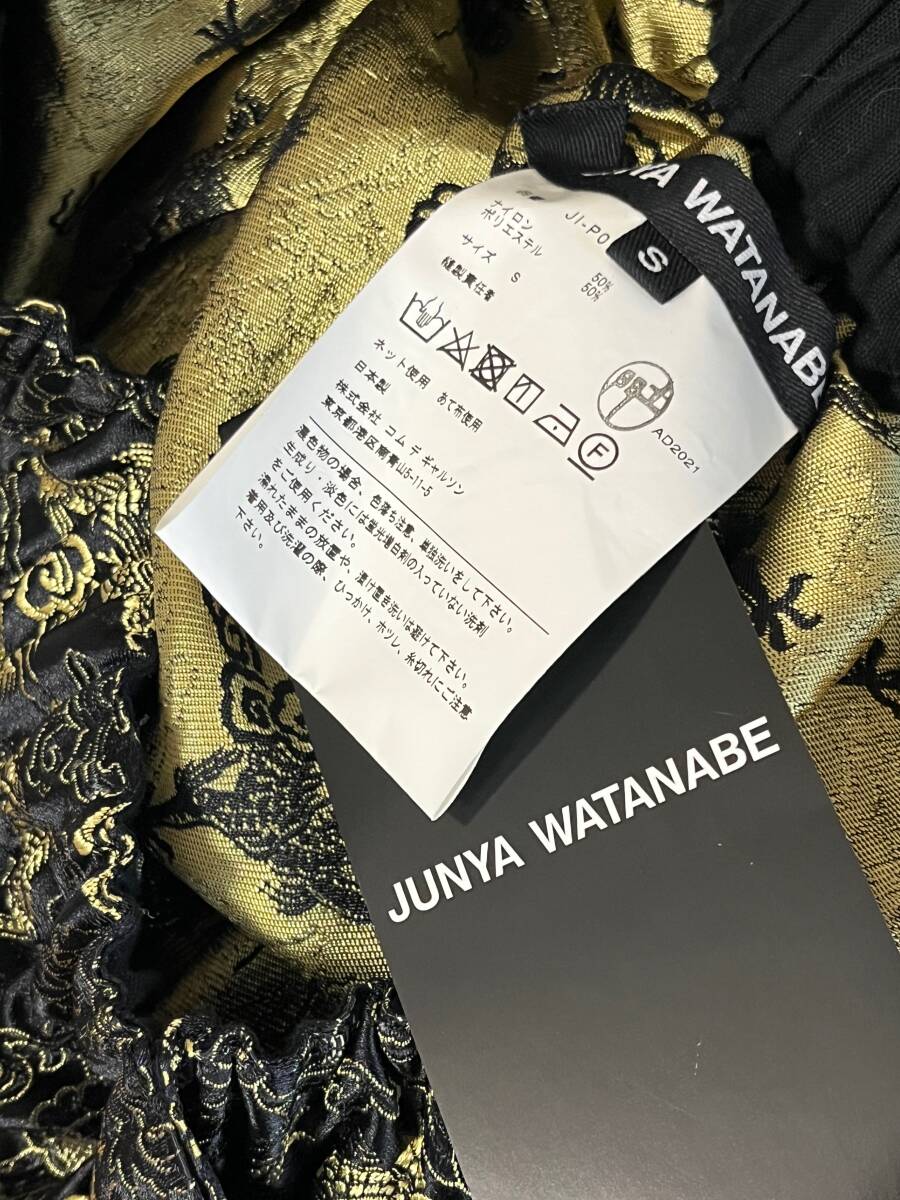 JUNYA WATANABE
S
JI-P0
ナイロン 50%
ポリエステル 50%
サイズ S
縫製責任者
F
AD2021
ネット使用 あて布使用
日本製
株式会社 コム デ ギャルソン
東京都港区南青山5-11-5
濃色物の場合、色落ち注意、単独洗いをして下さい。
生成り・淡色には蛍光増白剤の入っていない洗剤
をご使用ください。
濡れたままの放置や、漬け置き洗いは避けて下さい。
着用及び洗濯の際、ひっかけ、ホツレ、糸切れにご注意
下さい。
JUNYA WATANABE